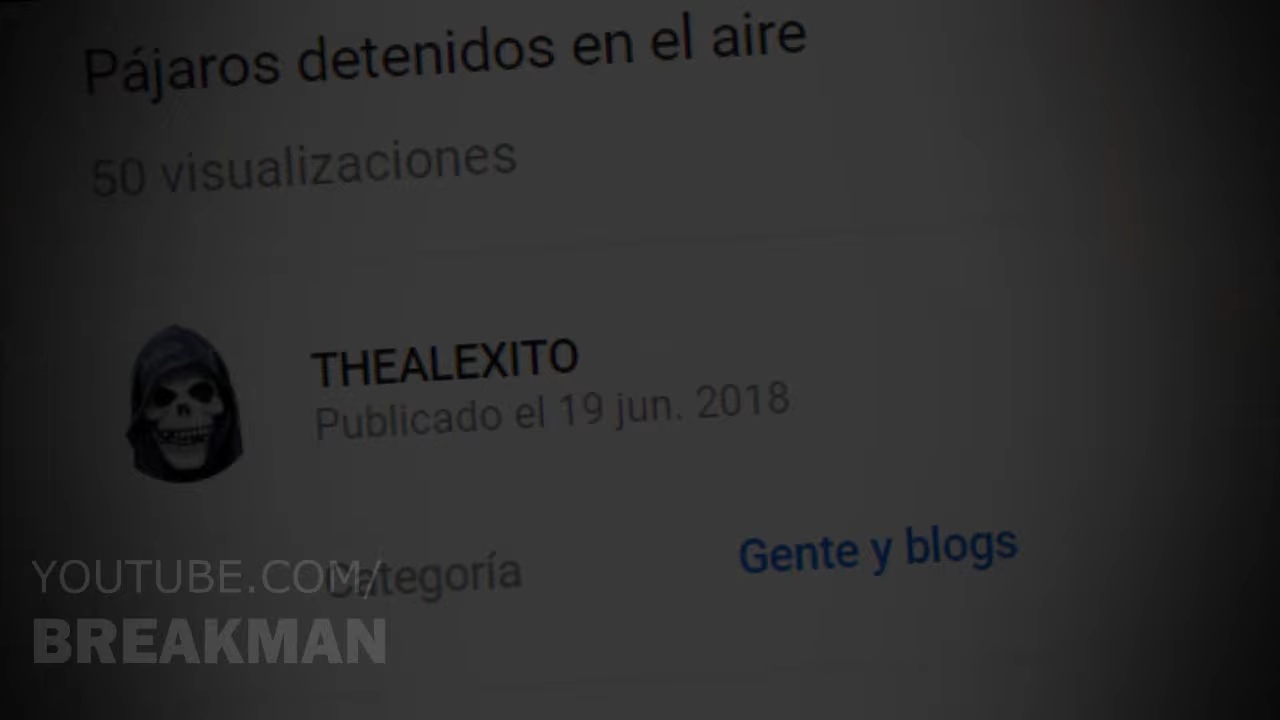 Pájaros detenidos en el aire
50 visualizaciones
THEALEXITO
Publicado el 19 jun. 2018
Categoría
Gente y blogs
YOUTUBE.COM/
BREAKMAN